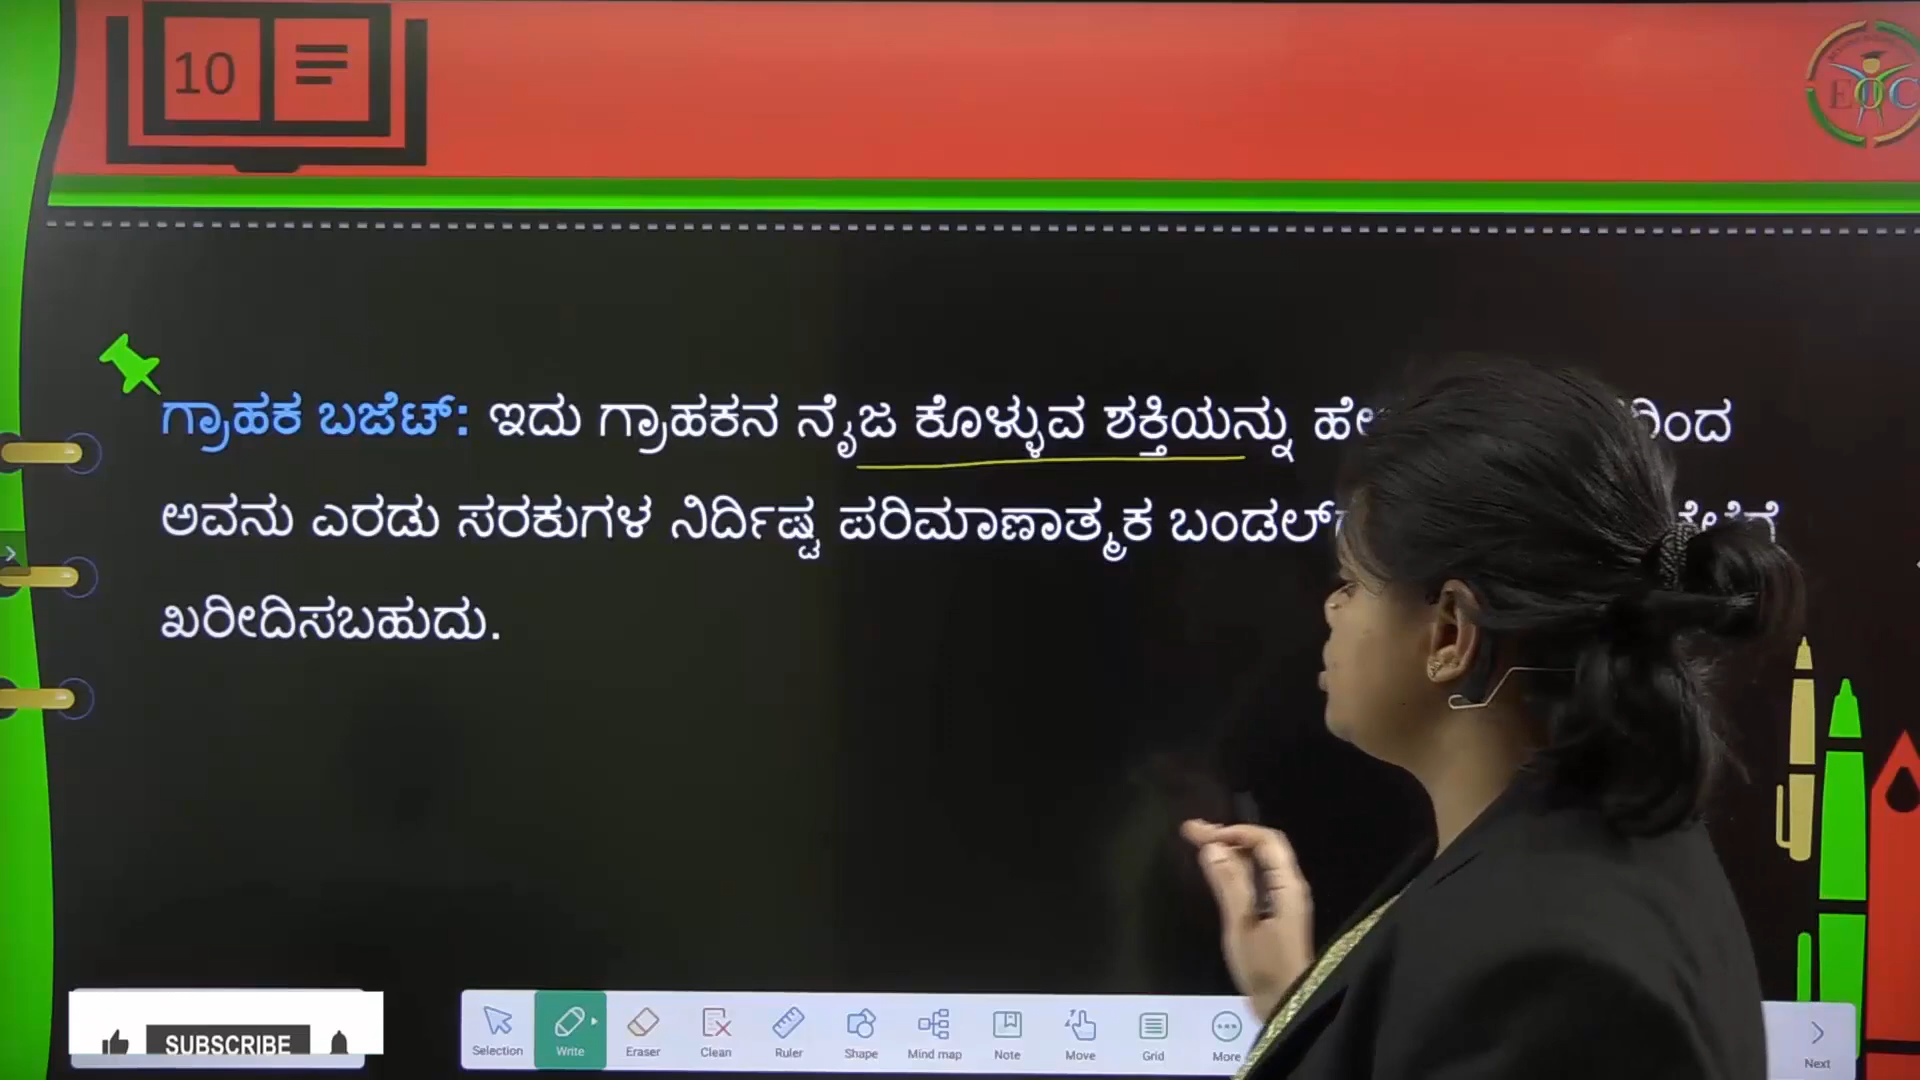 10
EOC
ಗ್ರಾಹಕ ಬಜೆಟ್: ಇದು ಗ್ರಾಹಕನ ನೈಜ ಕೊಳ್ಳುವ ಶಕ್ತಿಯನ್ನು
ಅವನು ಎರಡು ಸರಕುಗಳ ನಿರ್ದಿಷ್ಟ ಪರಿಮಾಣಾತ್ಮಕ
ಖರೀದಿಸಬಹುದು.
SUBSCRIBE
Selection Write Eraser Clean Ruler Shape Mind map Note Move Grid More Next